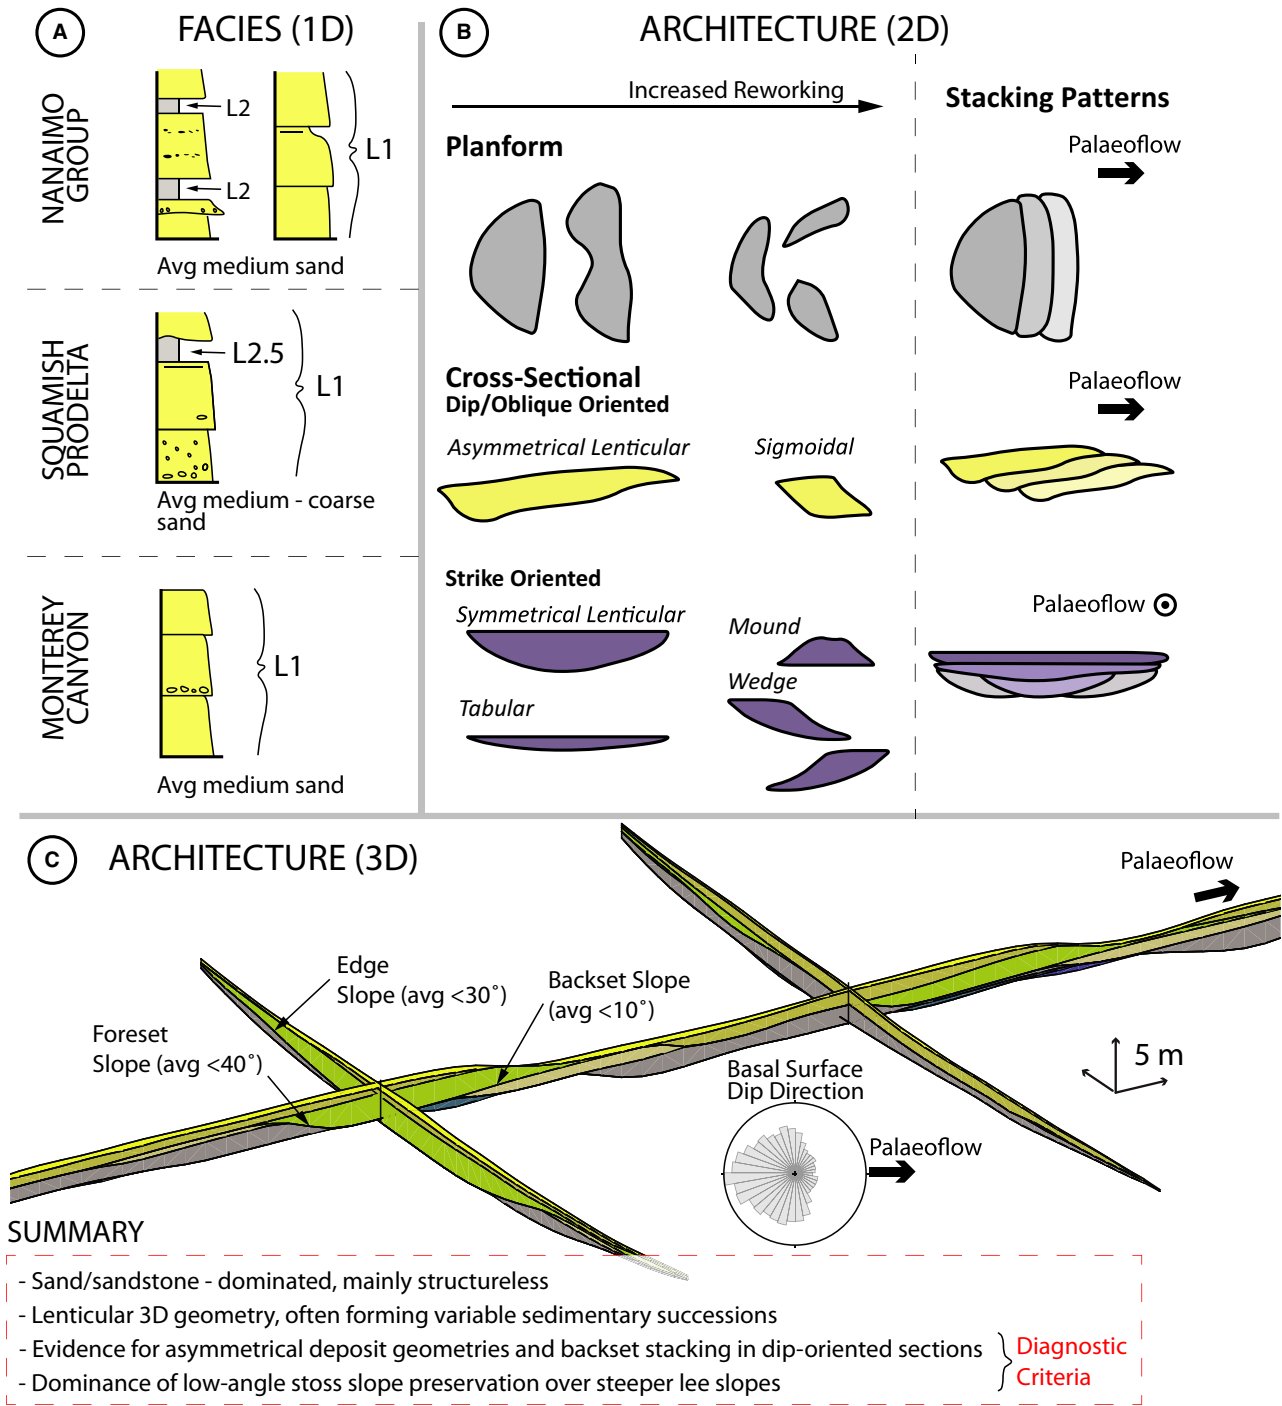 A
FACIES (1D)
NANAIMO
GROUP
L2
L2
L1
Avg medium sand
SQUAMISH
PRODELTA
L2.5
L1
Avg medium - coarse
sand
MONTEREY
CANYON
L1
Avg medium sand
B
ARCHITECTURE (2D)
Increased Reworking
Stacking Patterns
Planform
Palaeoflow
Cross-Sectional
Dip/Oblique Oriented
Palaeoflow
Asymmetrical Lenticular
Sigmoidal
Strike Oriented
Symmetrical Lenticular
Mound
Palaeoflow
Wedge
Tabular
C
ARCHITECTURE (3D)
Palaeoflow
Edge
Slope (avg <30˚)
Backset Slope
(avg <10˚)
Foreset
Slope (avg <40˚)
5 m
Basal Surface
Dip Direction
Palaeoflow
SUMMARY
- Sand/sandstone - dominated, mainly structureless
- Lenticular 3D geometry, often forming variable sedimentary successions
- Evidence for asymmetrical deposit geometries and backset stacking in dip-oriented sections
- Dominance of low-angle stoss slope preservation over steeper lee slopes
Diagnostic
Criteria